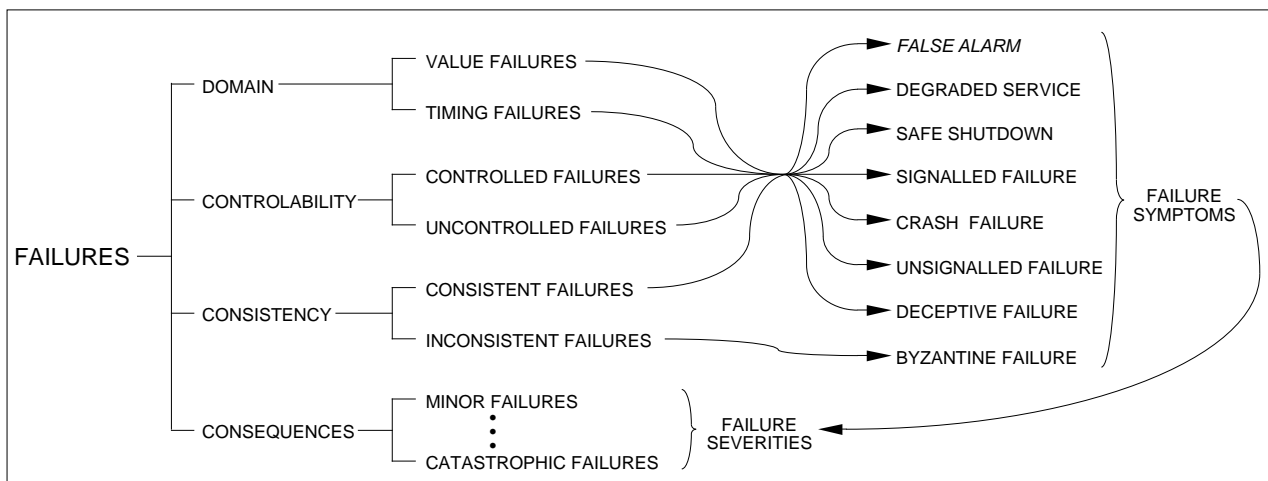 FAILURES
DOMAIN
VALUE FAILURES
TIMING FAILURES
CONTROLABILITY
CONTROLLED FAILURES
UNCONTROLLED FAILURES
CONSISTENCY
CONSISTENT FAILURES
INCONSISTENT FAILURES
CONSEQUENCES
MINOR FAILURES
CATASTROPHIC FAILURES
FALSE ALARM
DEGRADED SERVICE
SAFE SHUTDOWN
SIGNALLED FAILURE
CRASH FAILURE
UNSIGNALLED FAILURE
DECEPTIVE FAILURE
BYZANTINE FAILURE
FAILURE
SYMPTOMS
FAILURE
SEVERITIES